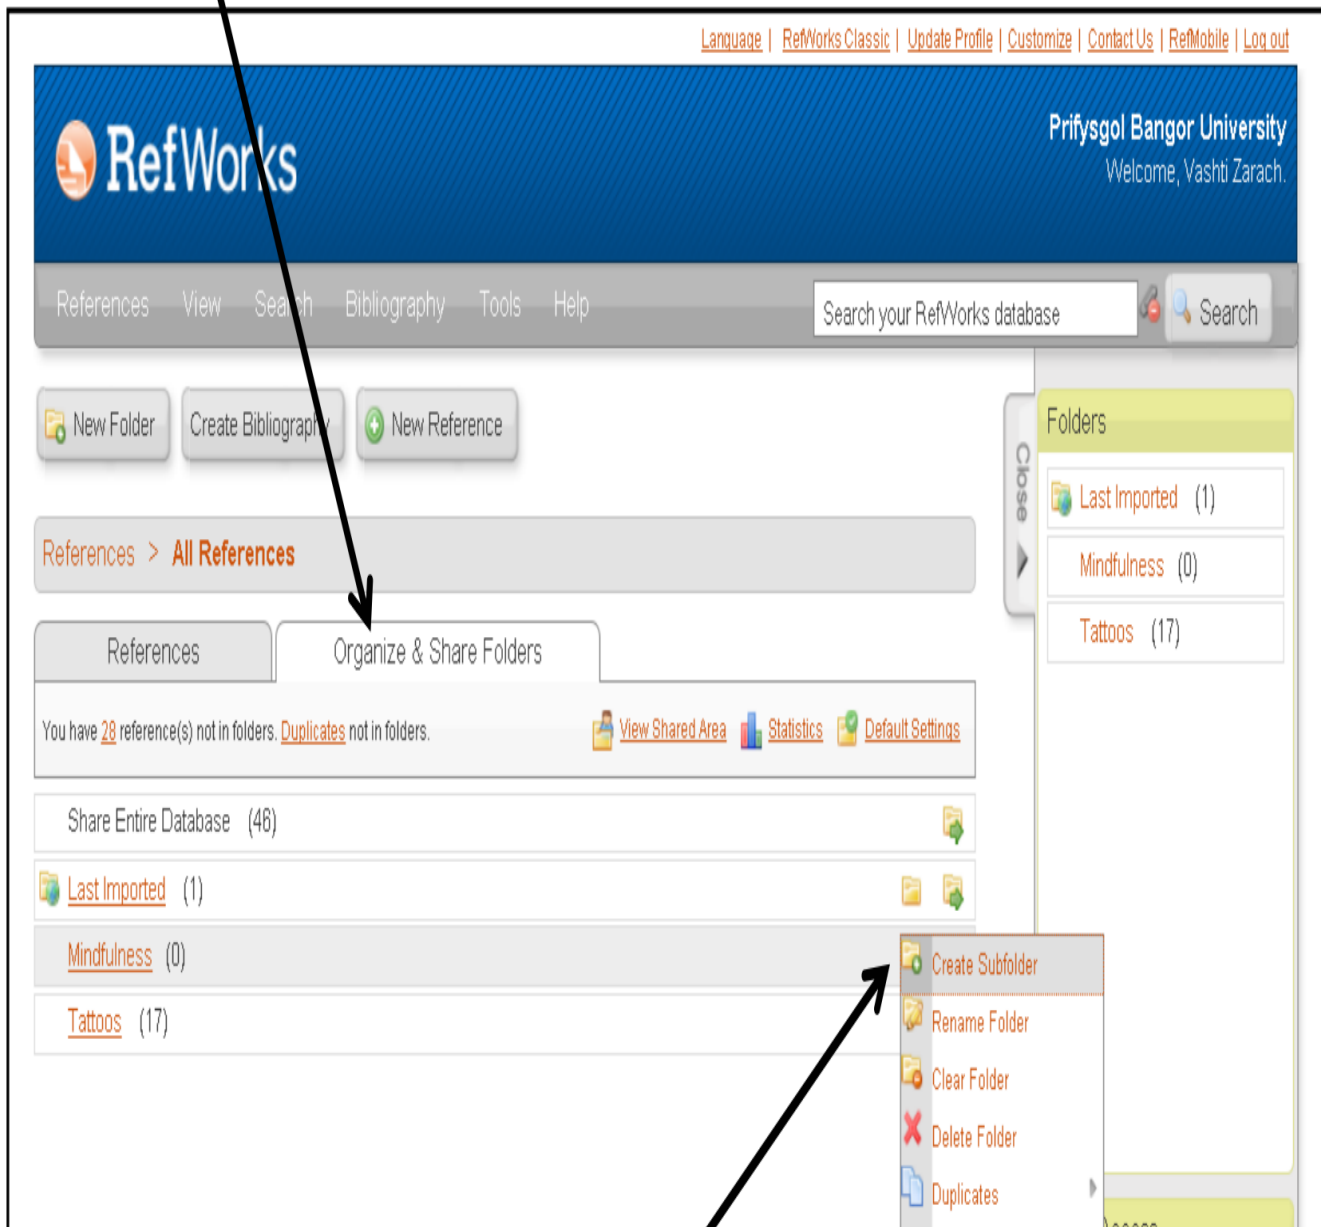 Language | RefWorks Classic | Update Profile | Customize | Contact Us | RefMobile | Log out
RefWorks
Prifysgol Bangor University
Welcome, Vashti Zarach.
References View Search Bibliography Tools Help
Search your RefWorks database
Search
New Folder Create Bibliography New Reference
Close
Folders
Last Imported (1)
Mindfulness (0)
Tattoos (17)
References > All References
References Organize & Share Folders
You have 28 reference(s) not in folders. Duplicates not in folders.
View Shared Area Statistics Default Settings
Share Entire Database (46)
Last Imported (1)
Mindfulness (0)
Tattoos (17)
Create Subfolder
Rename Folder
Clear Folder
Delete Folder
Duplicates